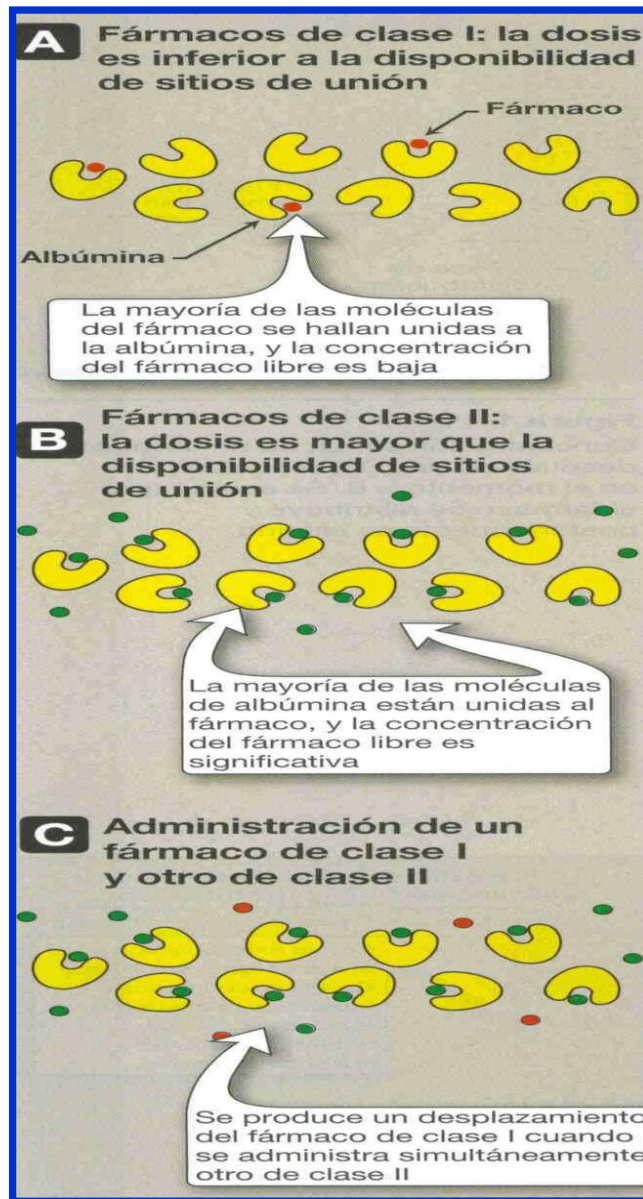 A Fármacos de clase I: la dosis
es inferior a la disponibilidad
de sitios de unión
Fármaco
Albúmina
La mayoría de las moléculas
del fármaco se hallan unidas a
la albúmina, y la concentración
del fármaco libre es baja
B Fármacos de clase II:
la dosis es mayor que la
disponibilidad de sitios
de unión
La mayoría de las moléculas
de albúmina están unidas al
fármaco, y la concentración
del fármaco libre es
significativa
C Administración de un
fármaco de clase I
y otro de clase II
Se produce un desplazamiento
del fármaco de clase I cuando
se administra simultáneamente
otro de clase II